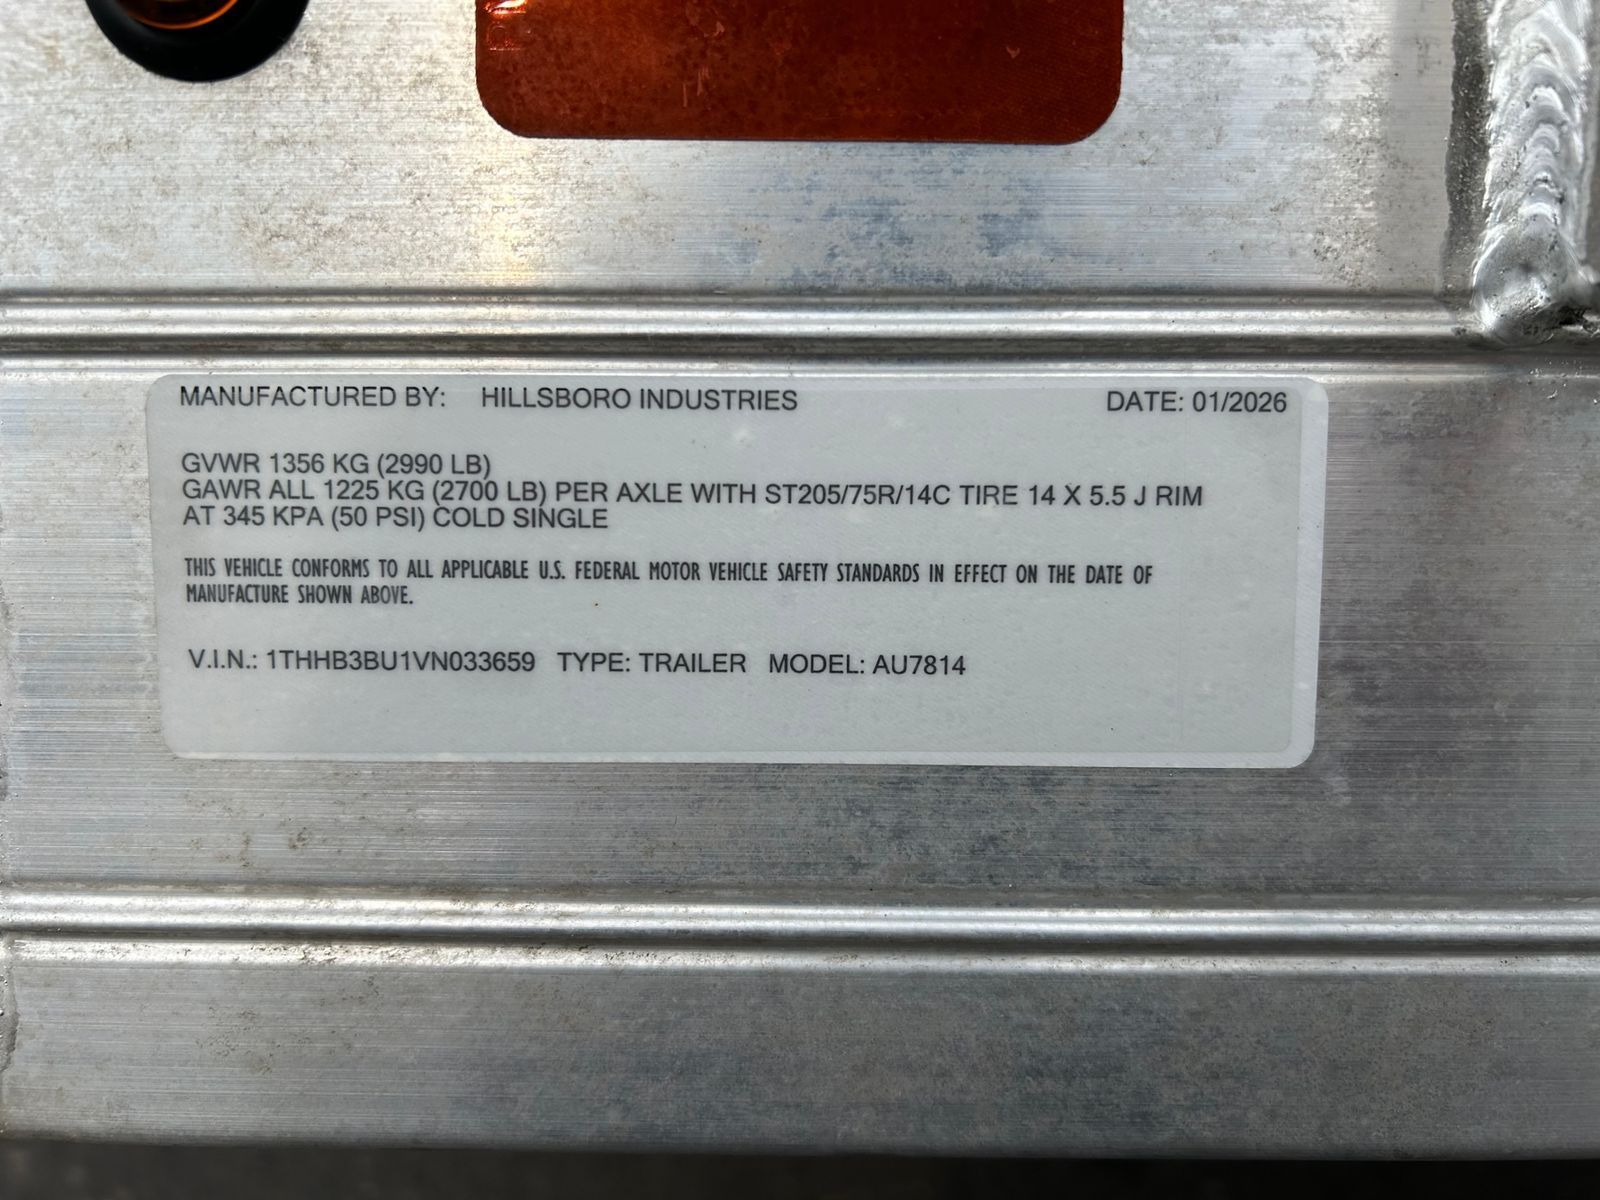 MANUFACTURED BY: HILLSBORO INDUSTRIES DATE: 01/2026
GVWR 1356 KG (2990 LB)
GAWR ALL 1225 KG (2700 LB) PER AXLE WITH ST205/75R/14C TIRE 14 X 5.5 J RIM
AT 345 KPA (50 PSI) COLD SINGLE
THIS VEHICLE CONFORMS TO ALL APPLICABLE U.S. FEDERAL MOTOR VEHICLE SAFETY STANDARDS IN EFFECT ON THE DATE OF
MANUFACTURE SHOWN ABOVE.
V.I.N.: 1THHB3BU1VN033659 TYPE: TRAILER MODEL: AU7814